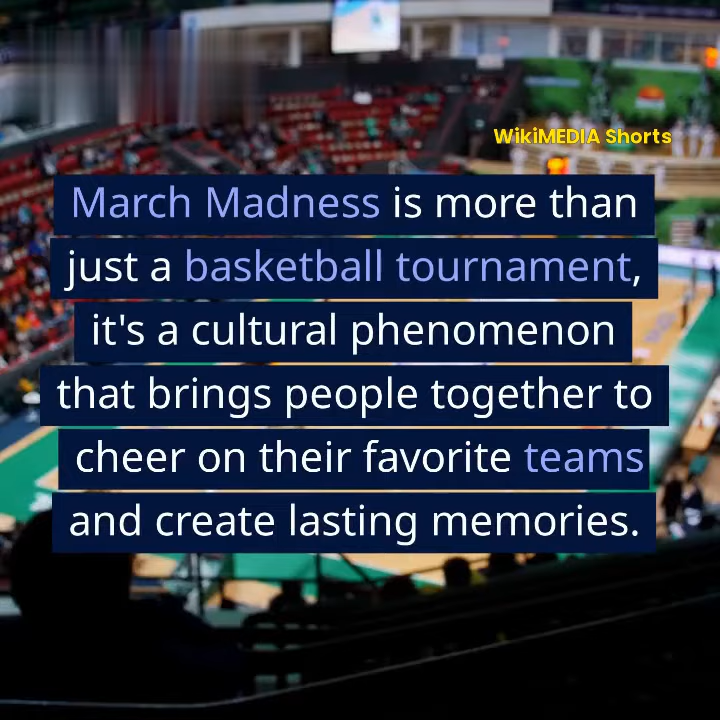 WikiMEDIA Shorts
March Madness is more than
just a basketball tournament,
it's a cultural phenomenon
that brings people together to
cheer on their favorite teams
and create lasting memories.